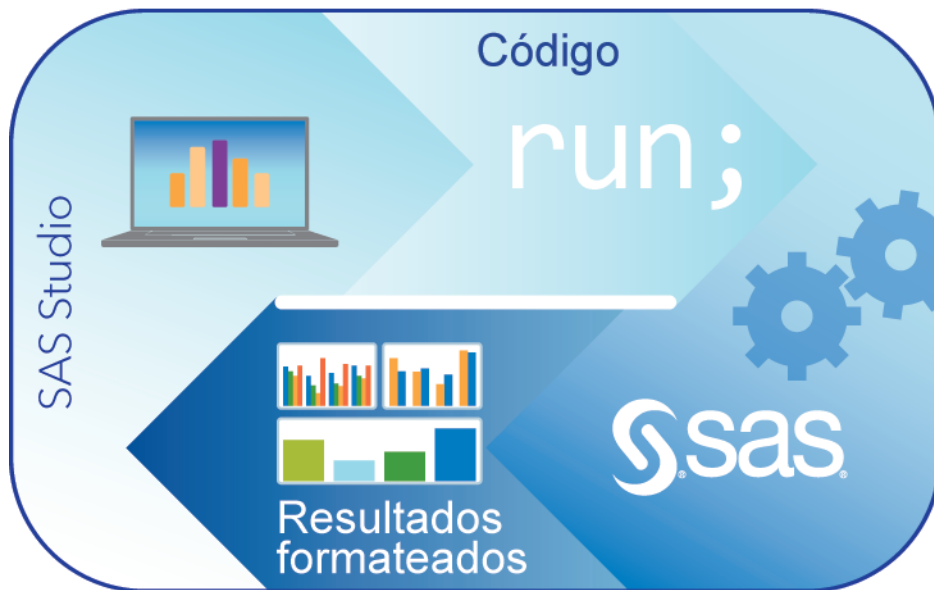 SAS Studio
Código
run;
sas
Resultados
formateados